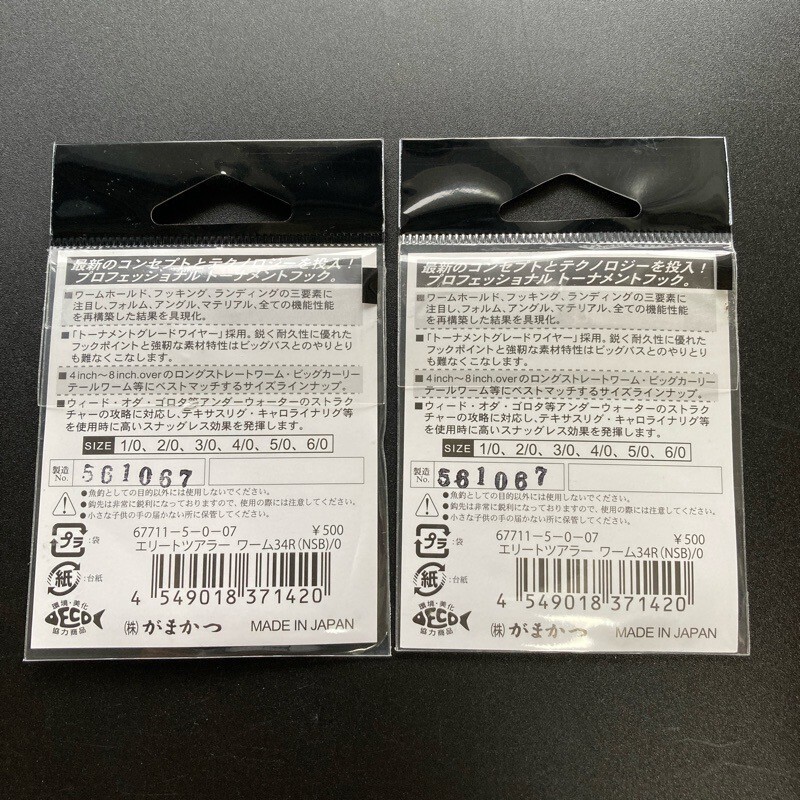 最新のコンセプトとテクノロジーを投入！
プロフェッショナル トーナメントフック。
■ワームホールド、フッキング、ランディングの三要素に
注目し、フォルム、アングル、マテリアル、全ての機能性能
を再構築した結果を具現化。
■「トーナメントグレードワイヤー」採用。鋭く耐久性に優れた
フックポイントと強靭な素材特性はビッグバスとのやりとり
も難なくこなします。
■4inch～8inch.overのロングストレートワーム・ビッグカーリー
テールワーム等にベストマッチするサイズラインナップ。
■ウィード・オダ・ゴロタ等アンダーウォーターのストラク
チャーの攻略に対応し、テキサスリグ・キャロライナリグ等
を使用時に高いスナッグレス効果を発揮します。
SIZE 1/0、2/0、3/0、4/0、5/0、6/0
製造No. 561067
●魚釣としての目的以外には使用しないでください。
●鈎先は非常に鋭利になっておりますので、使用の際には注意してください。
●小さな子供の手の届かない所に保管してください。
プラ :袋
67711-5-0-07 ¥500
エリートツアラー ワーム34R(NSB)/0
紙 :台紙
4 549018 371420
環境・美化
ECO
協力商品
(株)がまかつ MADE IN JAPAN
最新のコンセプトとテクノロジーを投入！
プロフェッショナル トーナメントフック。
■ワームホールド、フッキング、ランディングの三要素に
注目し、フォルム、アングル、マテリアル、全ての機能性能
を再構築した結果を具現化。
■「トーナメントグレードワイヤー」採用。鋭く耐久性に優れた
フックポイントと強靭な素材特性はビッグバスとのやりとり
も難なくこなします。
■4inch～8inch.overのロングストレートワーム・ビッグカーリー
テールワーム等にベストマッチするサイズラインナップ。
■ウィード・オダ・ゴロタ等アンダーウォーターのストラク
チャーの攻略に対応し、テキサスリグ・キャロライナリグ等
を使用時に高いスナッグレス効果を発揮します。
SIZE 1/0、2/0、3/0、4/0、5/0、6/0
製造No. 561067
●魚釣としての目的以外には使用しないでください。
●鈎先は非常に鋭利になっておりますので、使用の際には注意してください。
●小さな子供の手の届かない所に保管してください。
プラ :袋
67711-5-0-07 ¥500
エリートツアラー ワーム34R(NSB)/0
紙 :台紙
4 549018 371420
環境・美化
ECO
協力商品
(株)がまかつ MADE IN JAPAN